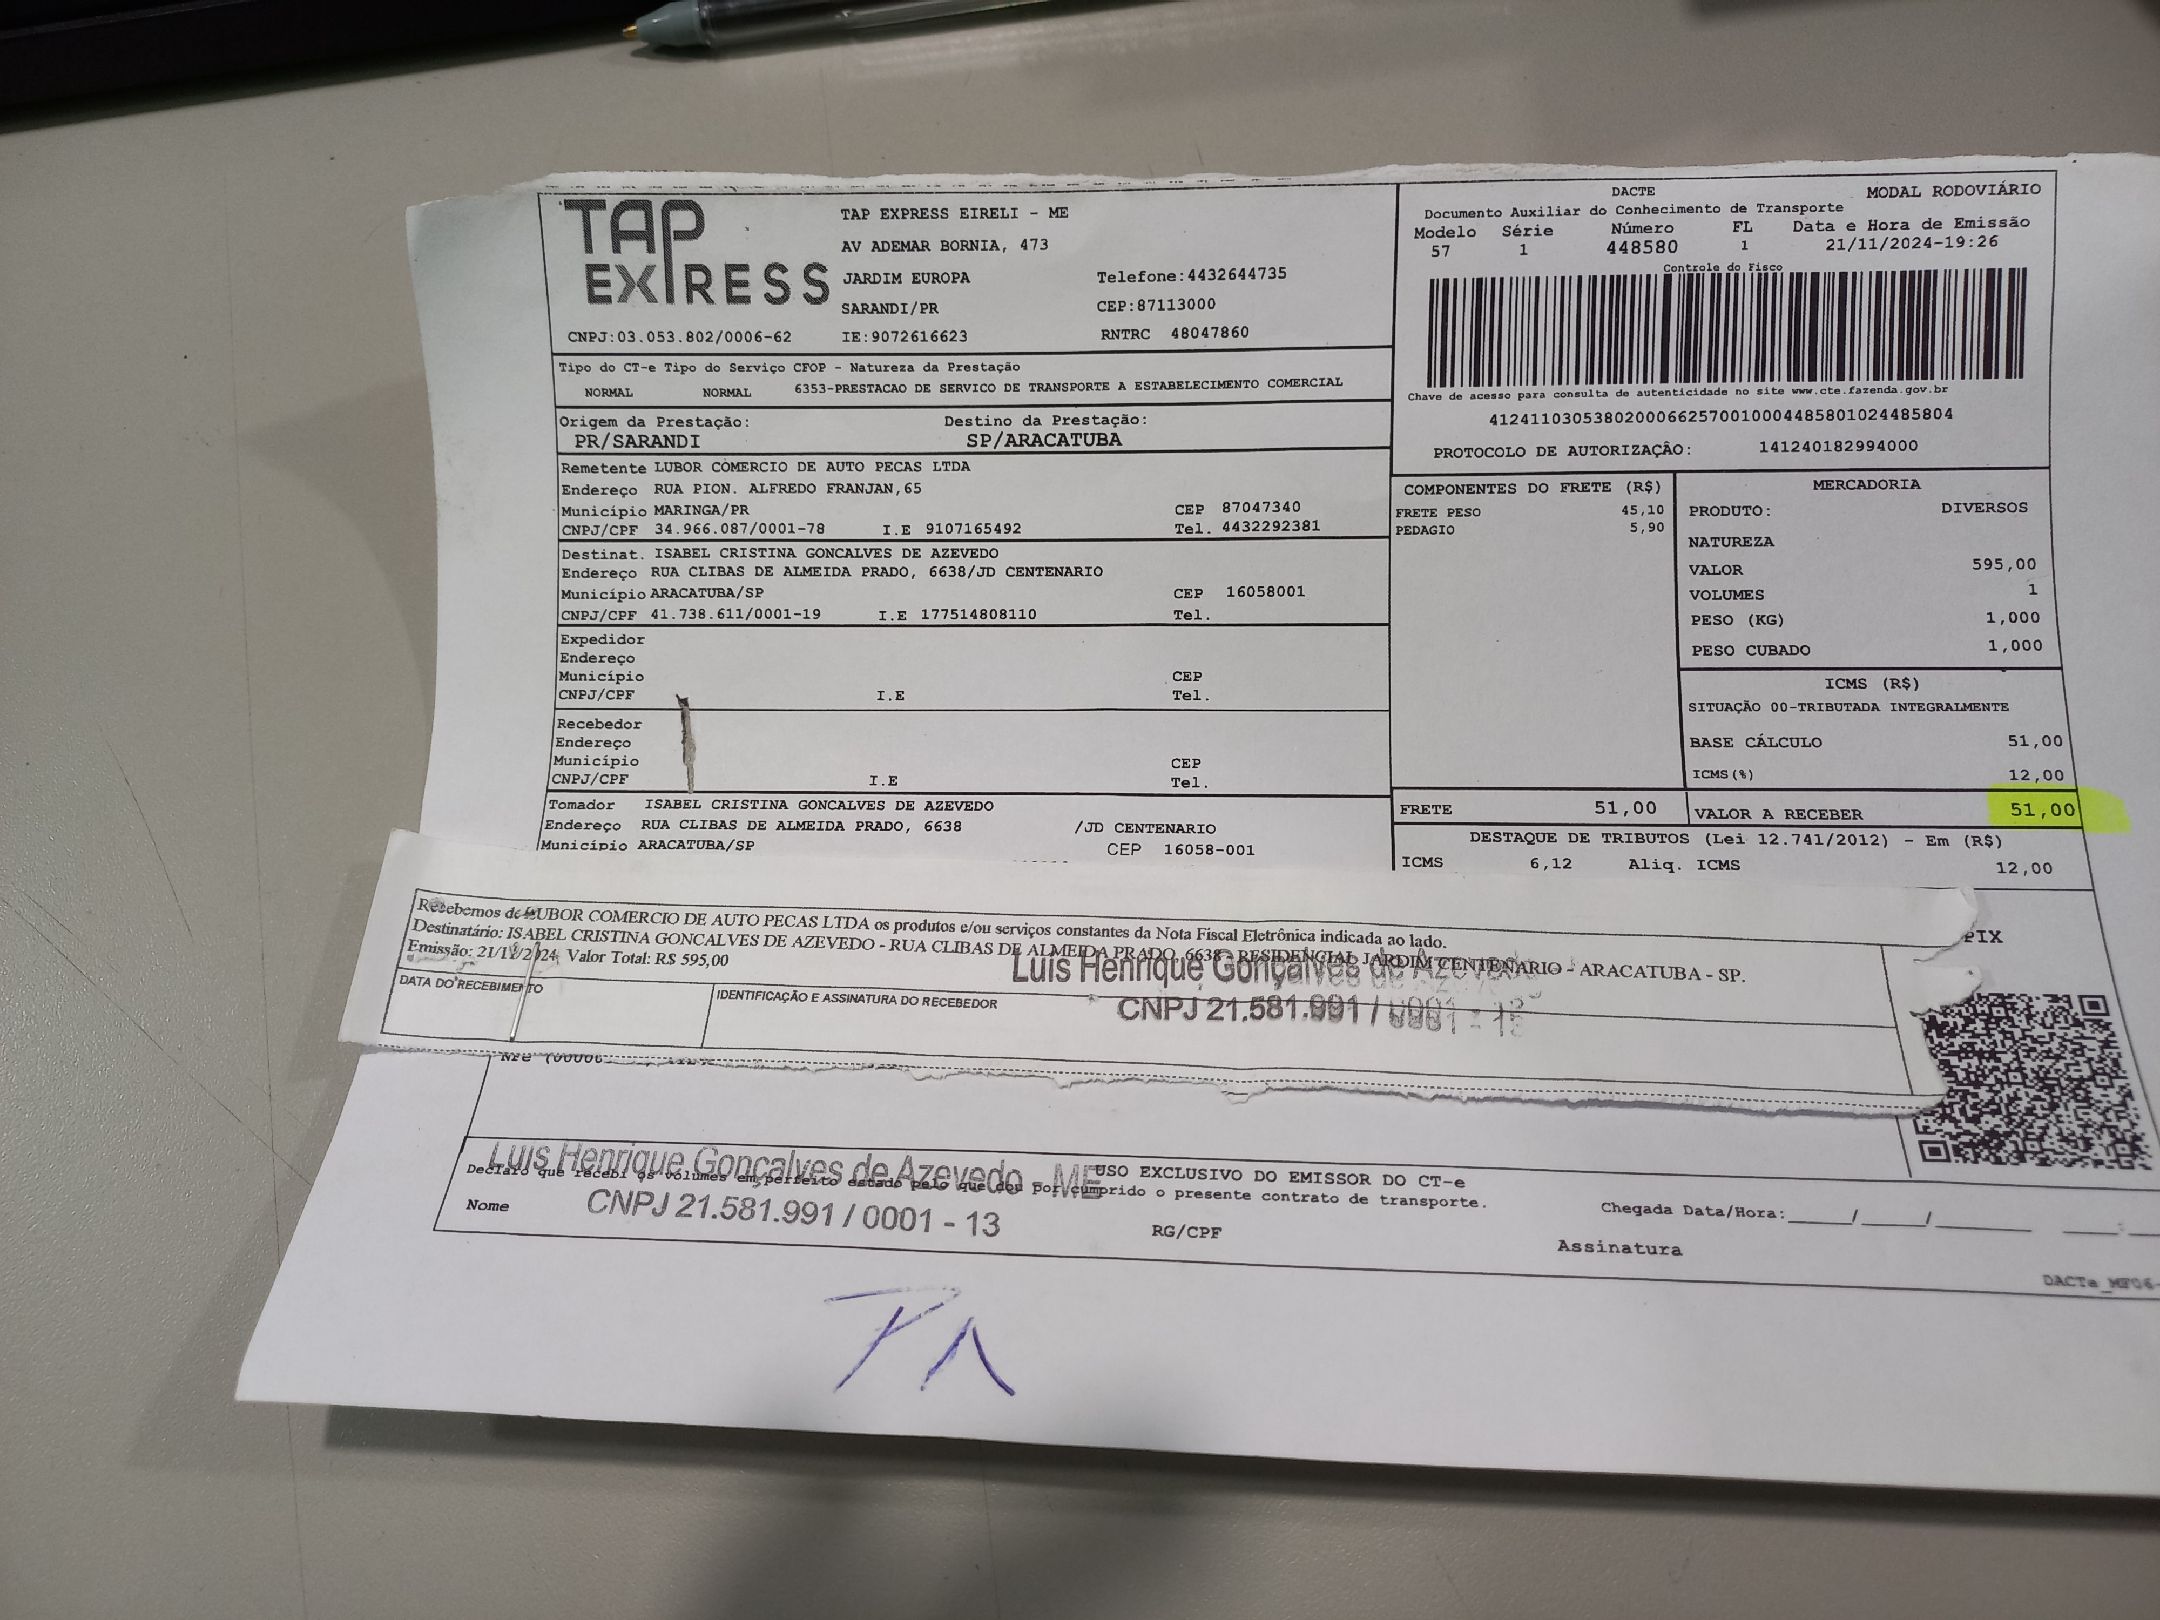 TAP EXPRESS
TAP EXPRESS EIRELI - ME
AV ADEMAR BORNIA, 473
JARDIM EUROPA Telefone:4432644735
SARANDI/PR CEP:87113000
CNPJ:03.053.802/0006-62 IE:9072616623 RNTRC 48047860
DACTE MODAL RODOVIÁRIO
Documento Auxiliar do Conhecimento de Transporte
Modelo Série Número FL Data e Hora de Emissão
57 1 448580 1 21/11/2024-19:26
Controle do Fisco
Chave de acesso para consulta de autenticidade no site www.cte.fazenda.gov.br
41241103053802000662570010004485801024485804
PROTOCOLO DE AUTORIZAÇÃO: 141240182994000
Tipo do CT-e Tipo do Serviço CFOP - Natureza da Prestação
NORMAL NORMAL 6353-PRESTACAO DE SERVICO DE TRANSPORTE A ESTABELECIMENTO COMERCIAL
Origem da Prestação: Destino da Prestação:
PR/SARANDI SP/ARACATUBA
Remetente LUBOR COMERCIO DE AUTO PECAS LTDA
Endereço RUA PION. ALFREDO FRANJAN,65
Município MARINGA/PR CEP 87047340
CNPJ/CPF 34.966.087/0001-78 I.E 9107165492 Tel. 4432292381
Destinat. ISABEL CRISTINA GONCALVES DE AZEVEDO
Endereço RUA CLIBAS DE ALMEIDA PRADO, 6638/JD CENTENARIO
Município ARACATUBA/SP CEP 16058001
CNPJ/CPF 41.738.611/0001-19 I.E 177514808110 Tel.
Expedidor
Endereço
Município CEP
CNPJ/CPF I.E Tel.
Recebedor
Endereço
Município CEP
CNPJ/CPF I.E Tel.
Tomador ISABEL CRISTINA GONCALVES DE AZEVEDO
Endereço RUA CLIBAS DE ALMEIDA PRADO, 6638 /JD CENTENARIO
Município ARACATUBA/SP CEP 16058-001
COMPONENTES DO FRETE (R$)
FRETE PESO 45,10
PEDAGIO 5,90
MERCADORIA
PRODUTO: DIVERSOS
NATUREZA
VALOR 595,00
VOLUMES 1
PESO (KG) 1,000
PESO CUBADO 1,000
ICMS (R$)
SITUAÇÃO 00-TRIBUTADA INTEGRALMENTE
BASE CÁLCULO 51,00
ICMS(%) 12,00
FRETE 51,00 VALOR A RECEBER 51,00
DESTAQUE DE TRIBUTOS (Lei 12.741/2012) - Em (R$)
ICMS 6,12 Aliq. ICMS 12,00
PIX
Recebemos de LUBOR COMERCIO DE AUTO PECAS LTDA os produtos e/ou serviços constantes da Nota Fiscal Eletrônica indicada ao lado.
Destinatário: ISABEL CRISTINA GONCALVES DE AZEVEDO - RUA CLIBAS DE ALMEIDA PRADO, 6638 - RESIDENCIAL JARDIM CENTENARIO - ARACATUBA - SP.
Emissão: 21/11/2024 Valor Total: R$ 595,00
Luis Henrique Gonçalves de Azevedo
CNPJ 21.581.991 / 0001 - 13
DATA DO RECEBIMENTO IDENTIFICAÇÃO E ASSINATURA DO RECEBEDOR
Luis Henrique Gonçalves de Azevedo - ME
CNPJ 21.581.991 / 0001 - 13
USO EXCLUSIVO DO EMISSOR DO CT-e
Declaro que recebi os volumes em perfeito estado pelo que dou por cumprido o presente contrato de transporte.
Nome RG/CPF Chegada Data/Hora:____/____/______ ____:
Assinatura